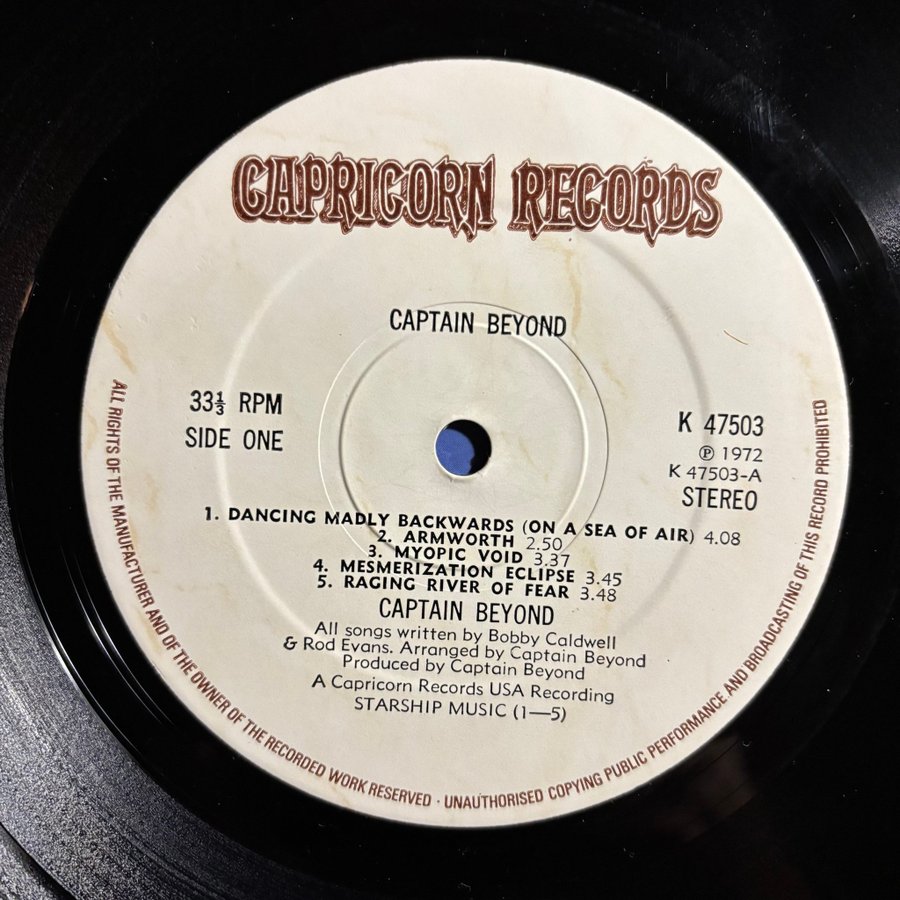 CAPRICORN RECORDS
CAPTAIN BEYOND
33⅓ RPM
SIDE ONE
K 47503
Ⓟ 1972
K 47503-A
STEREO
1. DANCING MADLY BACKWARDS (ON A SEA OF AIR) 4.08
2. ARMWORTH 2.50
3. MYOPIC VOID 3.37
4. MESMERIZATION ECLIPSE 3.45
5. RAGING RIVER OF FEAR 3.48
CAPTAIN BEYOND
All songs written by Bobby Caldwell
& Rod Evans. Arranged by Captain Beyond
Produced by Captain Beyond
A Capricorn Records USA Recording
STARSHIP MUSIC (1—5)
ALL RIGHTS OF THE MANUFACTURER AND OF THE OWNER OF THE RECORDED WORK RESERVED · UNAUTHORISED COPYING PUBLIC PERFORMANCE AND BROADCASTING OF THIS RECORD PROHIBITED